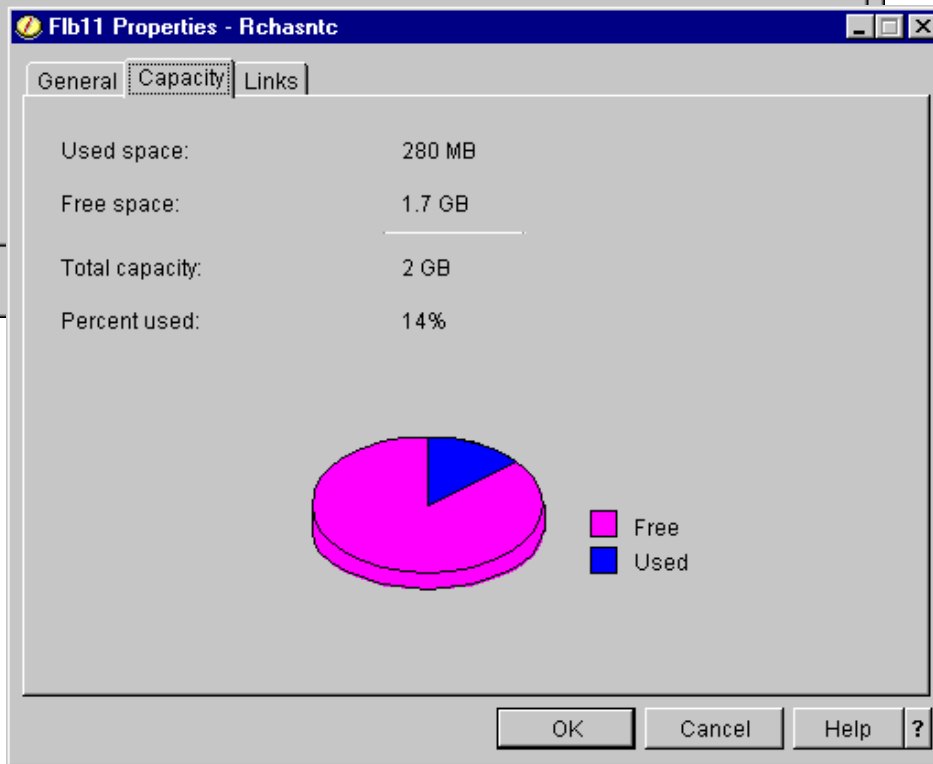 Flb11 Properties - Rchasntc
General Capacity Links
Used space: 280 MB
Free space: 1.7 GB
Total capacity: 2 GB
Percent used: 14%
Free
Used
OK Cancel Help ?